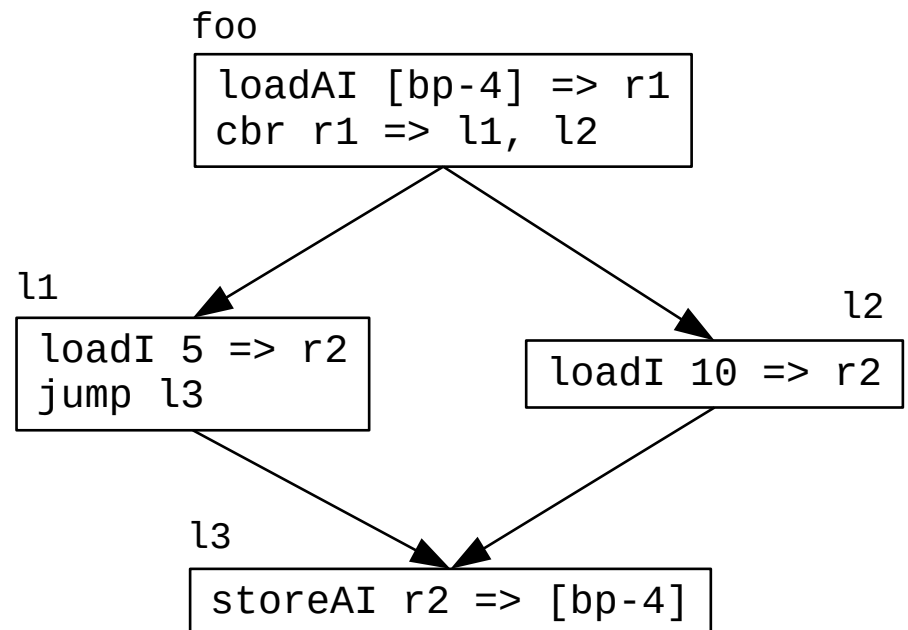 foo
loadAI [bp-4] => r1
cbr r1 => l1, l2
l1
loadI 5 => r2
jump l3
l2
loadI 10 => r2
l3
storeAI r2 => [bp-4]